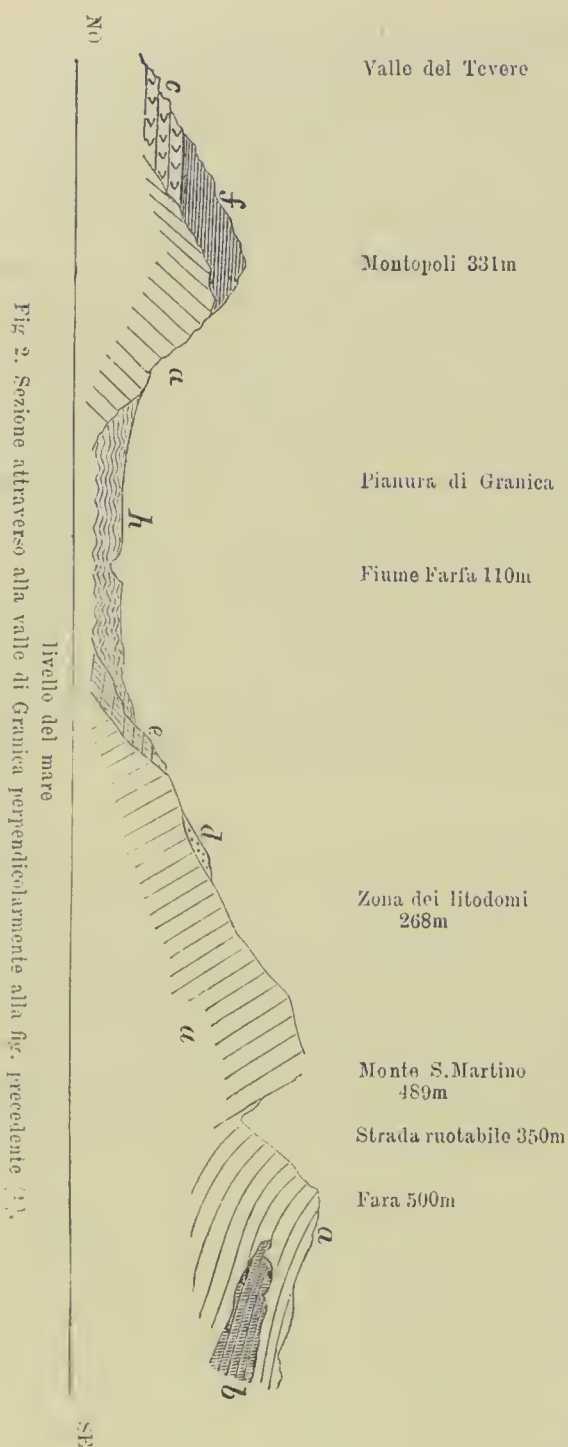 Valle del Tevere
Montopoli 331m
Pianura di Granica
Fiume Farfa 110m
Zona dei litodomi
268m
Monte S. Martino
489m
Strada ruotabile 350m
Fara 500m
NO
c
f
a
h
e
d
a
a
b
SE
livello del mare
Fig. 2. Sezione attraverso alla valle di Granica perpendicolarmente alla fig. precedente